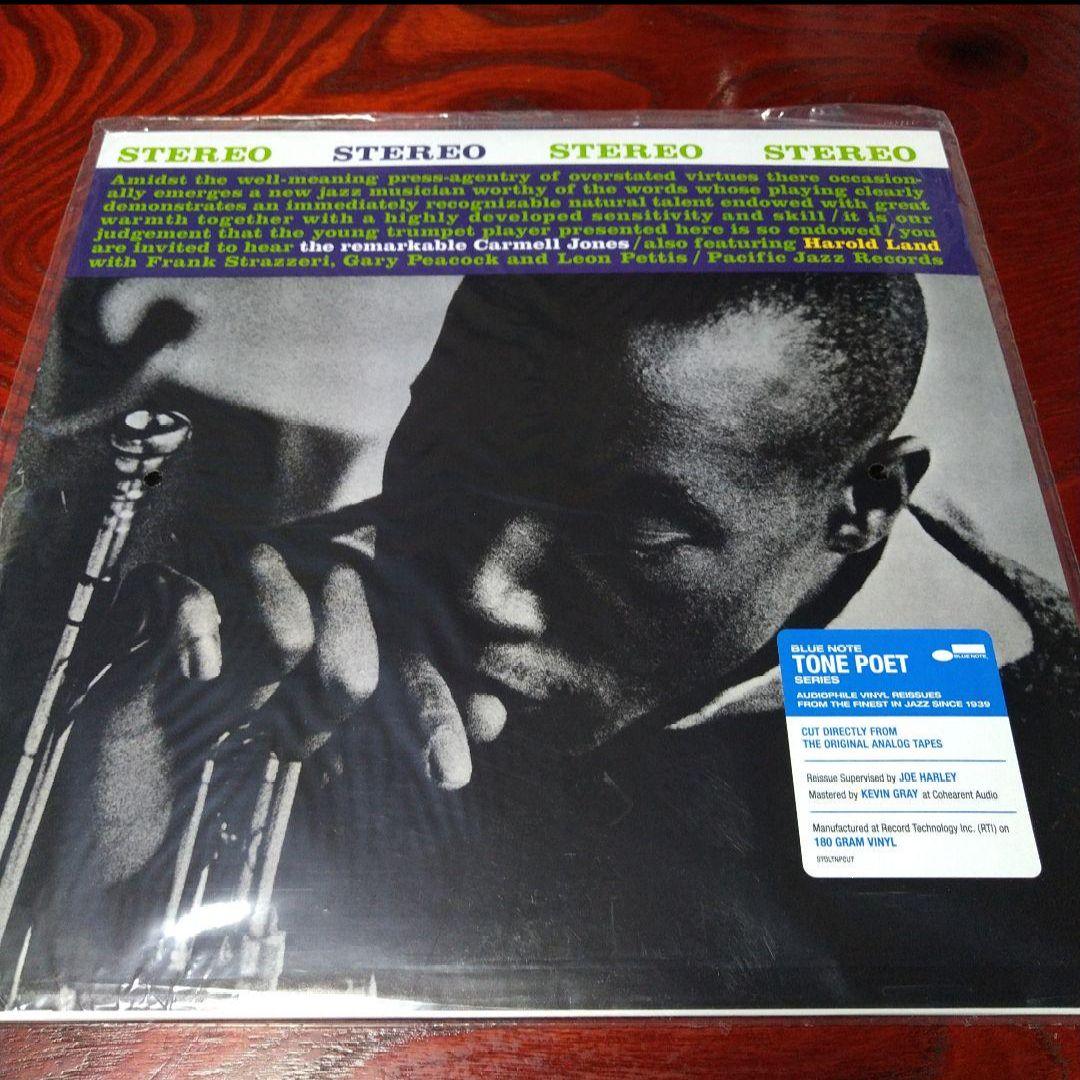 STEREO STEREO STEREO STEREO
Amidst the well-meaning press-agentry of overstated virtues there occasion-
ally emerges a new jazz musician worthy of the words whose playing clearly
demonstrates an immediately recognizable natural talent endowed with great
warmth together with a highly developed sensitivity and skill/it is our
judgement that the young trumpet player presented here is so endowed/you
are invited to hear the remarkable Carmell Jones/also featuring Harold Land
with Frank Strazzeri, Gary Peacock and Leon Pettis/Pacific Jazz Records
BLUE NOTE
TONE POET
SERIES
BLUE NOTE
AUDIOPHILE VINYL REISSUES
FROM THE FINEST IN JAZZ SINCE 1939
CUT DIRECTLY FROM
THE ORIGINAL ANALOG TAPES
Reissue Supervised by JOE HARLEY
Mastered by KEVIN GRAY at Cohearent Audio
Manufactured at Record Technology Inc. (RTI) on
180 GRAM VINYL